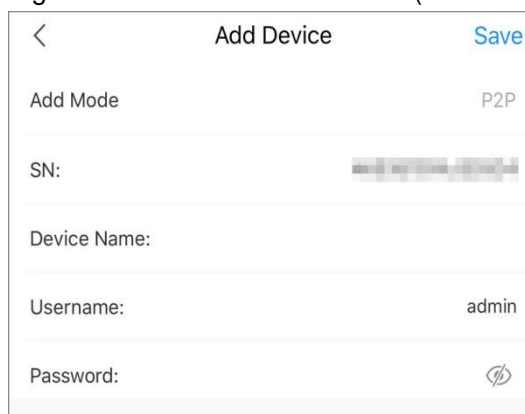 Add Device Save
Add Mode P2P
SN:
Device Name:
Username: admin
Password: